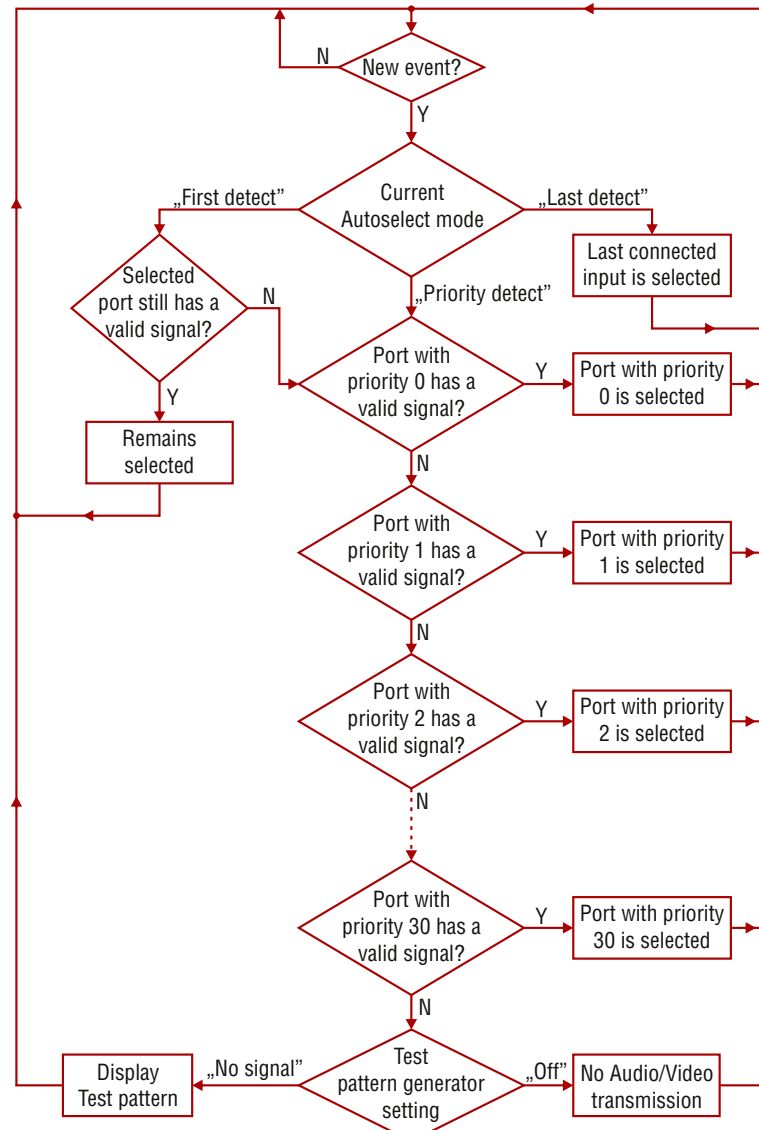 N
New event?
Y
„First detect”
Current
Autoselect mode
„Last detect”
Last connected
input is selected
Selected
port still has a
valid signal?
N
„Priority detect”
Port with
priority 0 has a
valid signal?
Y
Port with priority
0 is selected
Y
Remains
selected
N
Port with
priority 1 has a
valid signal?
Y
Port with priority
1 is selected
N
Port with
priority 2 has a
valid signal?
Y
Port with priority
2 is selected
N
Port with
priority 30 has a
valid signal?
Y
Port with priority
30 is selected
N
Display
Test pattern
„No signal”
Test
pattern generator
setting
„Off”
No Audio/Video
transmission